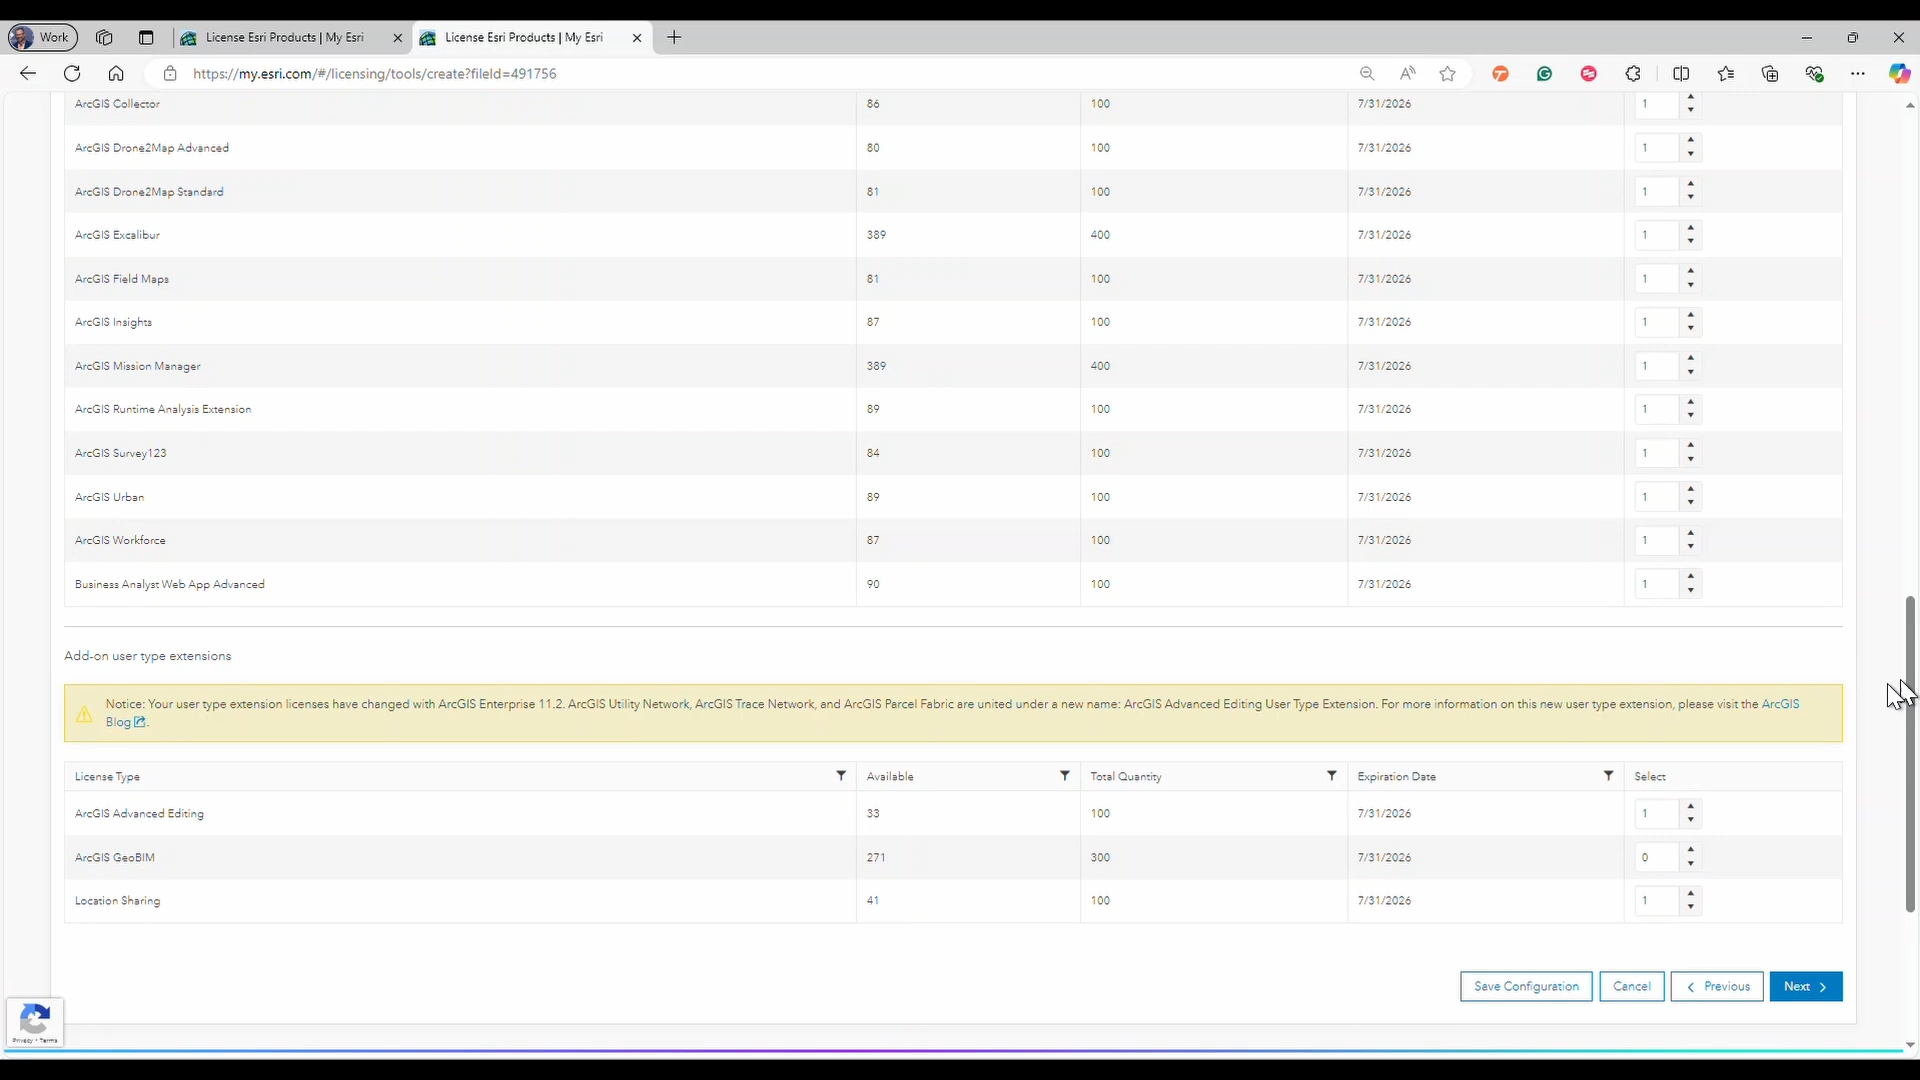 Work
License Esri Products | My Esri
License Esri Products | My Esri
https://my.esri.com/#/licensing/tools/create?fileId=491756
ArcGIS Collector 86 100 7/31/2026 1
ArcGIS Drone2Map Advanced 80 100 7/31/2026 1
ArcGIS Drone2Map Standard 81 100 7/31/2026 1
ArcGIS Excalibur 389 400 7/31/2026 1
ArcGIS Field Maps 81 100 7/31/2026 1
ArcGIS Insights 87 100 7/31/2026 1
ArcGIS Mission Manager 389 400 7/31/2026 1
ArcGIS Runtime Analysis Extension 89 100 7/31/2026 1
ArcGIS Survey123 84 100 7/31/2026 1
ArcGIS Urban 89 100 7/31/2026 1
ArcGIS Workforce 87 100 7/31/2026 1
Business Analyst Web App Advanced 90 100 7/31/2026 1
Add-on user type extensions
Notice: Your user type extension licenses have changed with ArcGIS Enterprise 11.2. ArcGIS Utility Network, ArcGIS Trace Network, and ArcGIS Parcel Fabric are united under a new name: ArcGIS Advanced Editing User Type Extension. For more information on this new user type extension, please visit the ArcGIS
Blog.
License Type Available Total Quantity Expiration Date Select
ArcGIS Advanced Editing 33 100 7/31/2026 1
ArcGIS GeoBIM 271 300 7/31/2026 0
Location Sharing 41 100 7/31/2026 1
Save Configuration Cancel Previous Next
Privacy - Terms